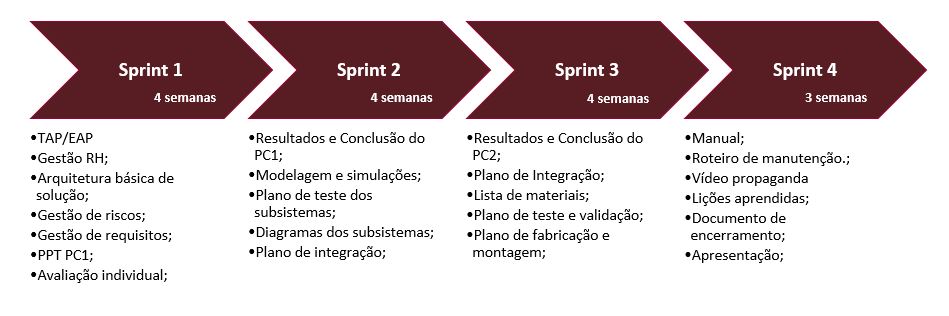 Sprint 1
4 semanas
•TAP/EAP
•Gestão RH;
•Arquitetura básica de
solução;
•Gestão de riscos;
•Gestão de requisitos;
•PPT PC1;
•Avaliação individual;
Sprint 2
4 semanas
•Resultados e Conclusão do
PC1;
•Modelagem e simulações;
•Plano de teste dos
subsistemas;
•Diagramas dos subsistemas;
•Plano de integração;
Sprint 3
4 semanas
•Resultados e Conclusão do
PC2;
•Plano de Integração;
•Lista de materiais;
•Plano de teste e validação;
•Plano de fabricação e
montagem;
Sprint 4
3 semanas
•Manual;
•Roteiro de manutenção.;
•Vídeo propaganda
•Lições aprendidas;
•Documento de
encerramento;
•Apresentação;